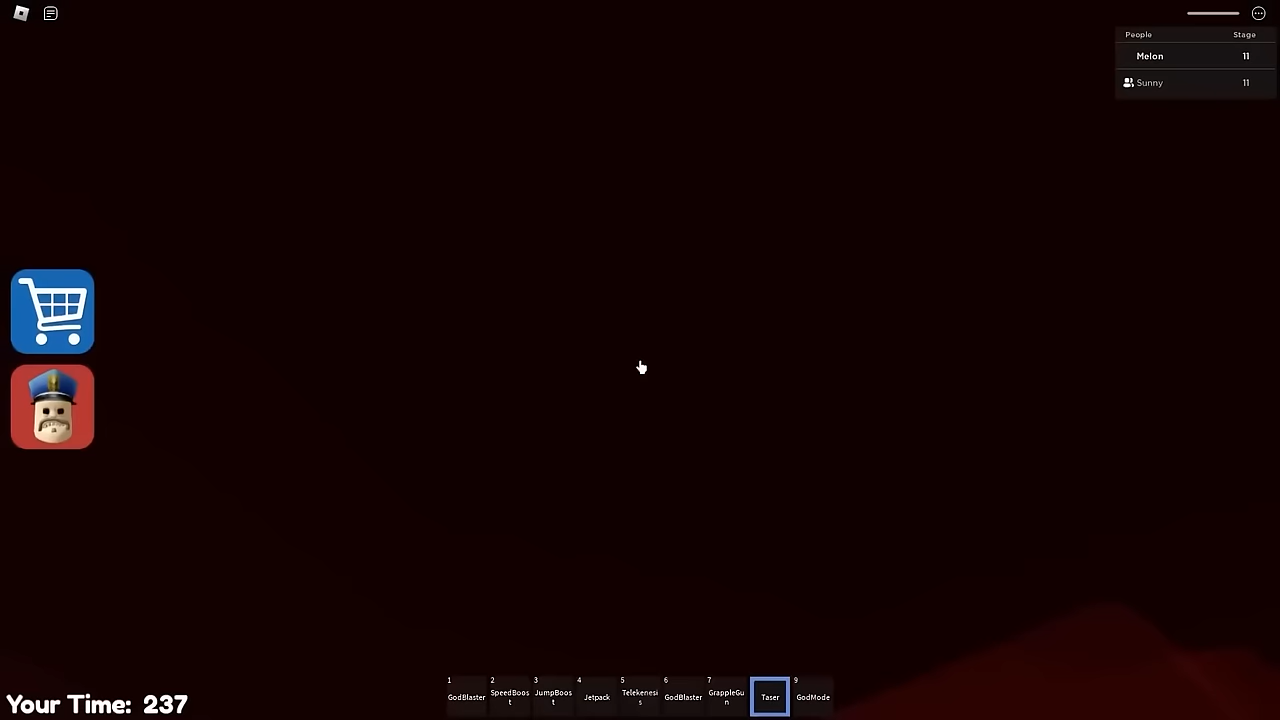 People Stage
Melon 11
Sunny 11
Your Time: 237
1 2 3 4 5 6 7 9
GodBlaster SpeedBoos JumpBoos Jetpack Telekenesi GodBlaster GrappleGu Taser GodMode
t t s n